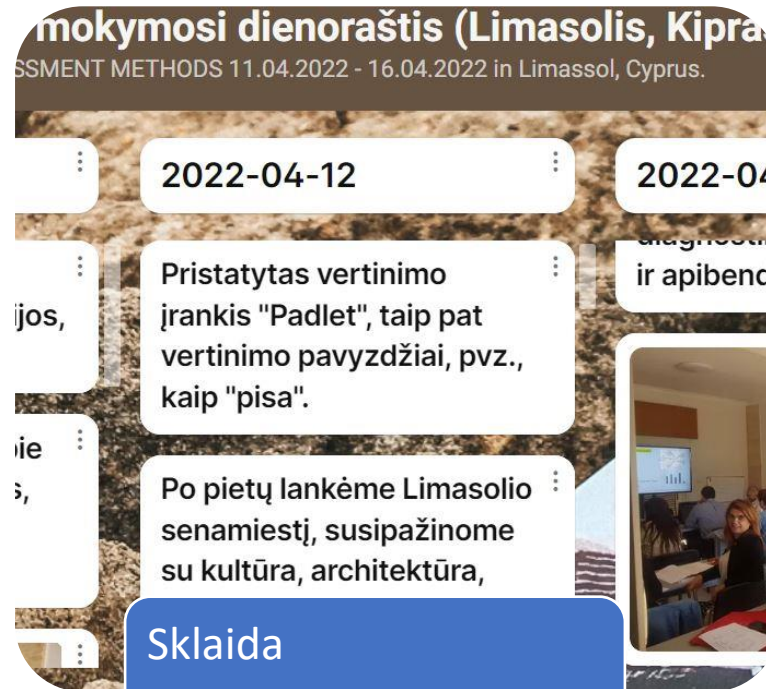 mokymosi dienoraštis (Limasolis, Kipras
SSMENT METHODS 11.04.2022 - 16.04.2022 in Limassol, Cyprus.
2022-04-12
2022-04
Pristatytas vertinimo
įrankis "Padlet", taip pat
vertinimo pavyzdžiai, pvz.,
kaip "pisa".
ir apibend
ijos,
Po pietų lankėme Limasolio
senamiestį, susipažinome
su kultūra, architektūra,
Sklaida